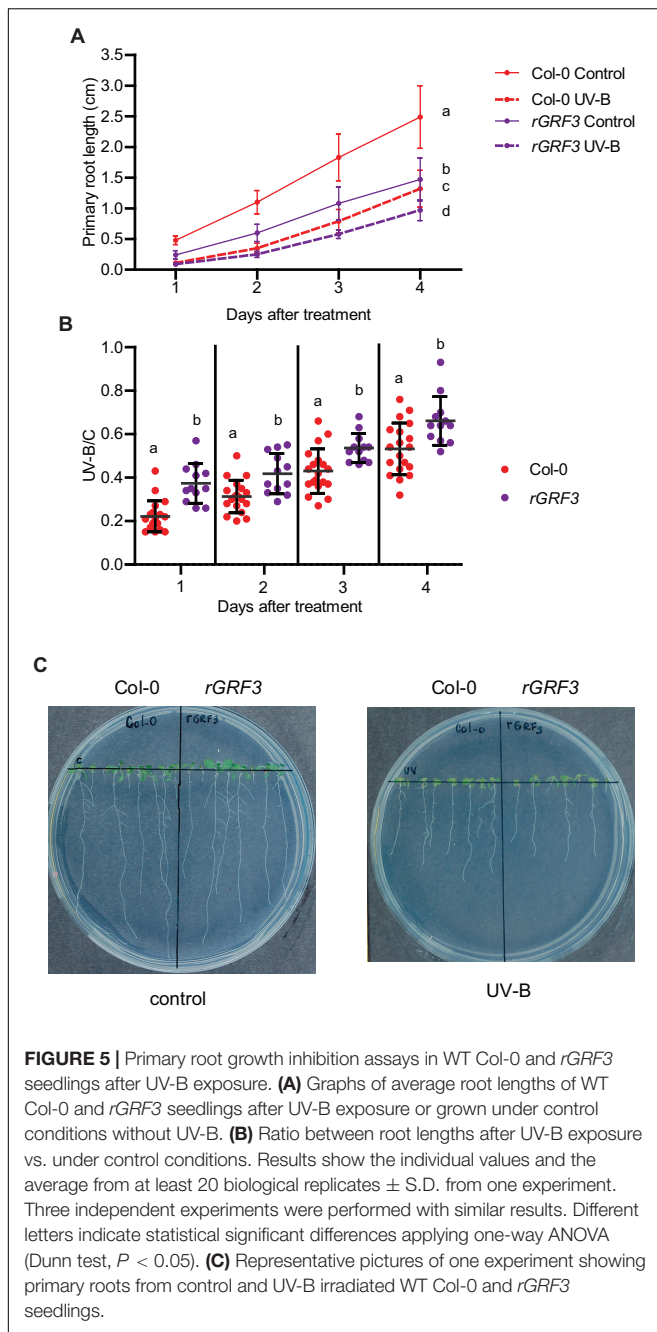 A
Primary root length (cm)
3.5
3.0
2.5
2.0
1.5
1.0
0.5
0.0
a
b
c
d
1 2 3 4
Days after treatment
Col-0 Control
Col-0 UV-B
rGRF3 Control
rGRF3 UV-B
B
UV-B/C
1.0
0.8
0.6
0.4
0.2
0.0
a b a b a b a b
1 2 3 4
Days after treatment
Col-0
rGRF3
C
Col-0 rGRF3
Col-0 rGRF3
C
control
Col-0 rGRF3
Col-0 rGRF3
UV
UV-B
FIGURE 5 | Primary root growth inhibition assays in WT Col-0 and rGRF3
seedlings after UV-B exposure. (A) Graphs of average root lengths of WT
Col-0 and rGRF3 seedlings after UV-B exposure or grown under control
conditions without UV-B. (B) Ratio between root lengths after UV-B exposure
vs. under control conditions. Results show the individual values and the
average from at least 20 biological replicates ± S.D. from one experiment.
Three independent experiments were performed with similar results. Different
letters indicate statistical significant differences applying one-way ANOVA
(Dunn test, P < 0.05). (C) Representative pictures of one experiment showing
primary roots from control and UV-B irradiated WT Col-0 and rGRF3
seedlings.